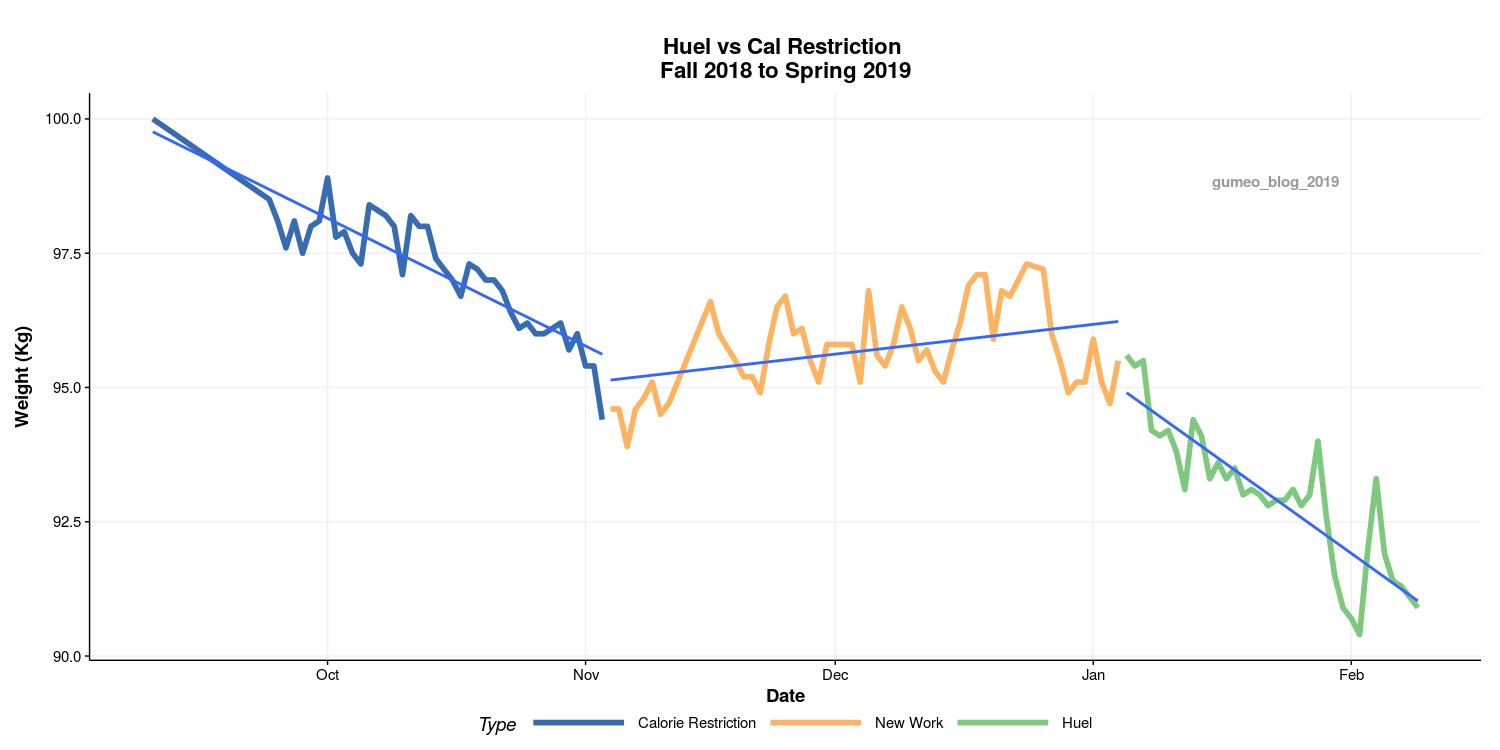 Huel vs Cal Restriction
Fall 2018 to Spring 2019
Weight (Kg)
100.0
97.5
95.0
92.5
90.0
gumeo_blog_2019
Oct Nov Dec Jan Feb
Date
Type Calorie Restriction New Work Huel